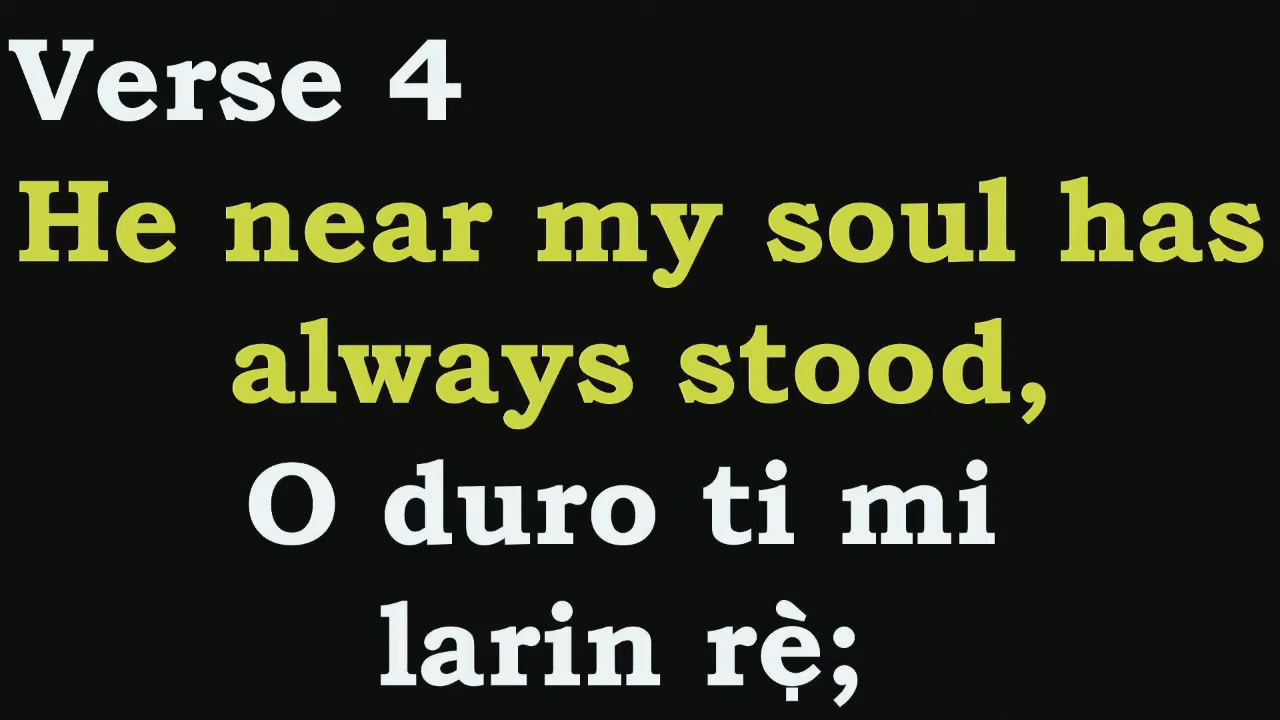 Verse 4
He near my soul has
always stood,
O duro ti mi
larin rẹ̀;